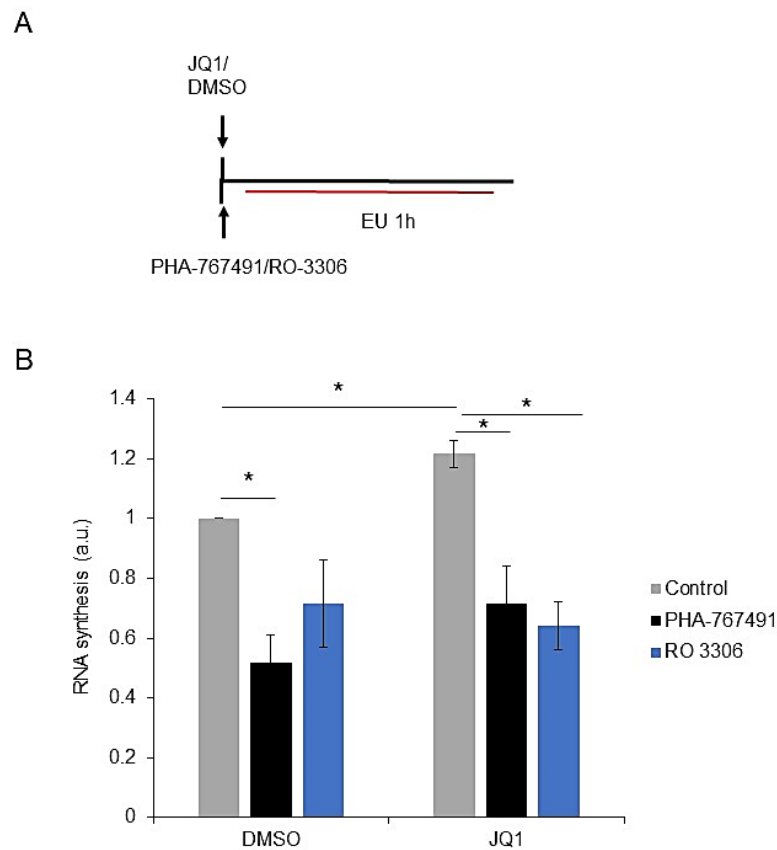 A
JQ1/
DMSO
EU 1h
PHA-767491/RO-3306
B
RNA synthesis (a.u.)
1.4
1.2
1
0.8
0.6
0.4
0.2
0
*
*
*
*
DMSO
JQ1
Control
PHA-767491
RO 3306